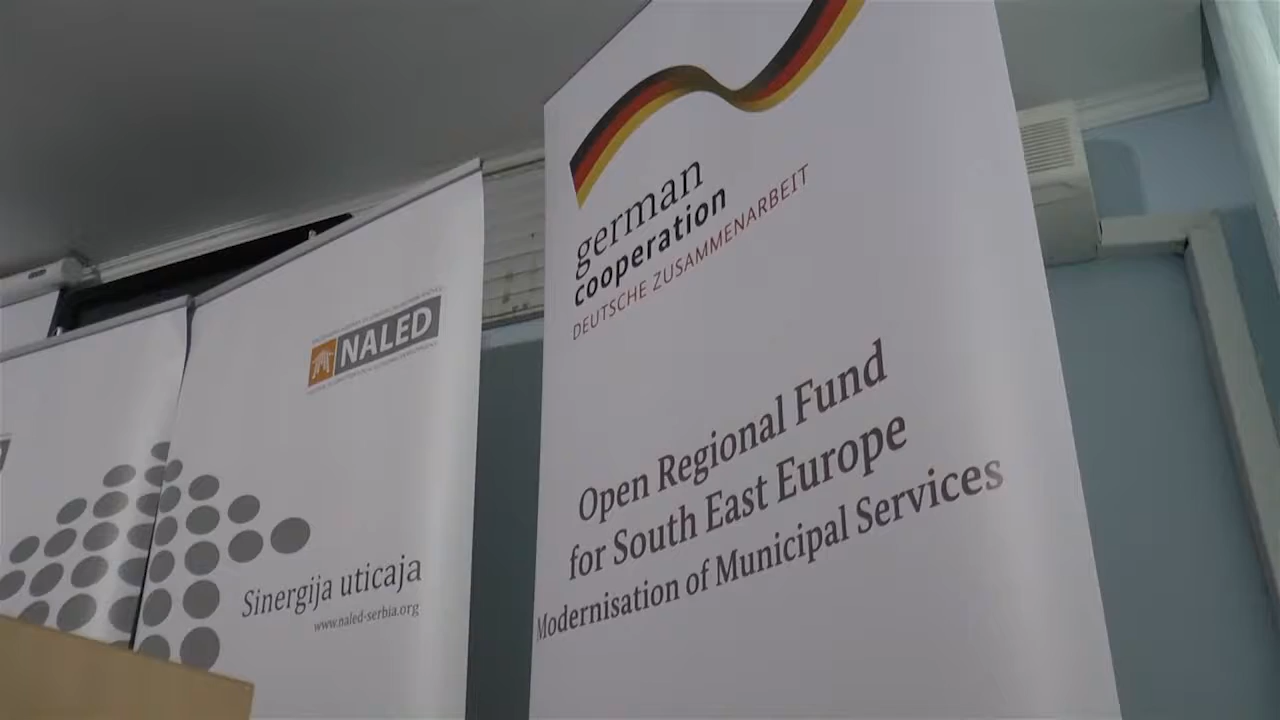 NALED
Sinergija uticaja
www.naled-serbia.org
german
cooperation
DEUTSCHE ZUSAMMENARBEIT
Open Regional Fund
for South East Europe
Modernisation of Municipal Services